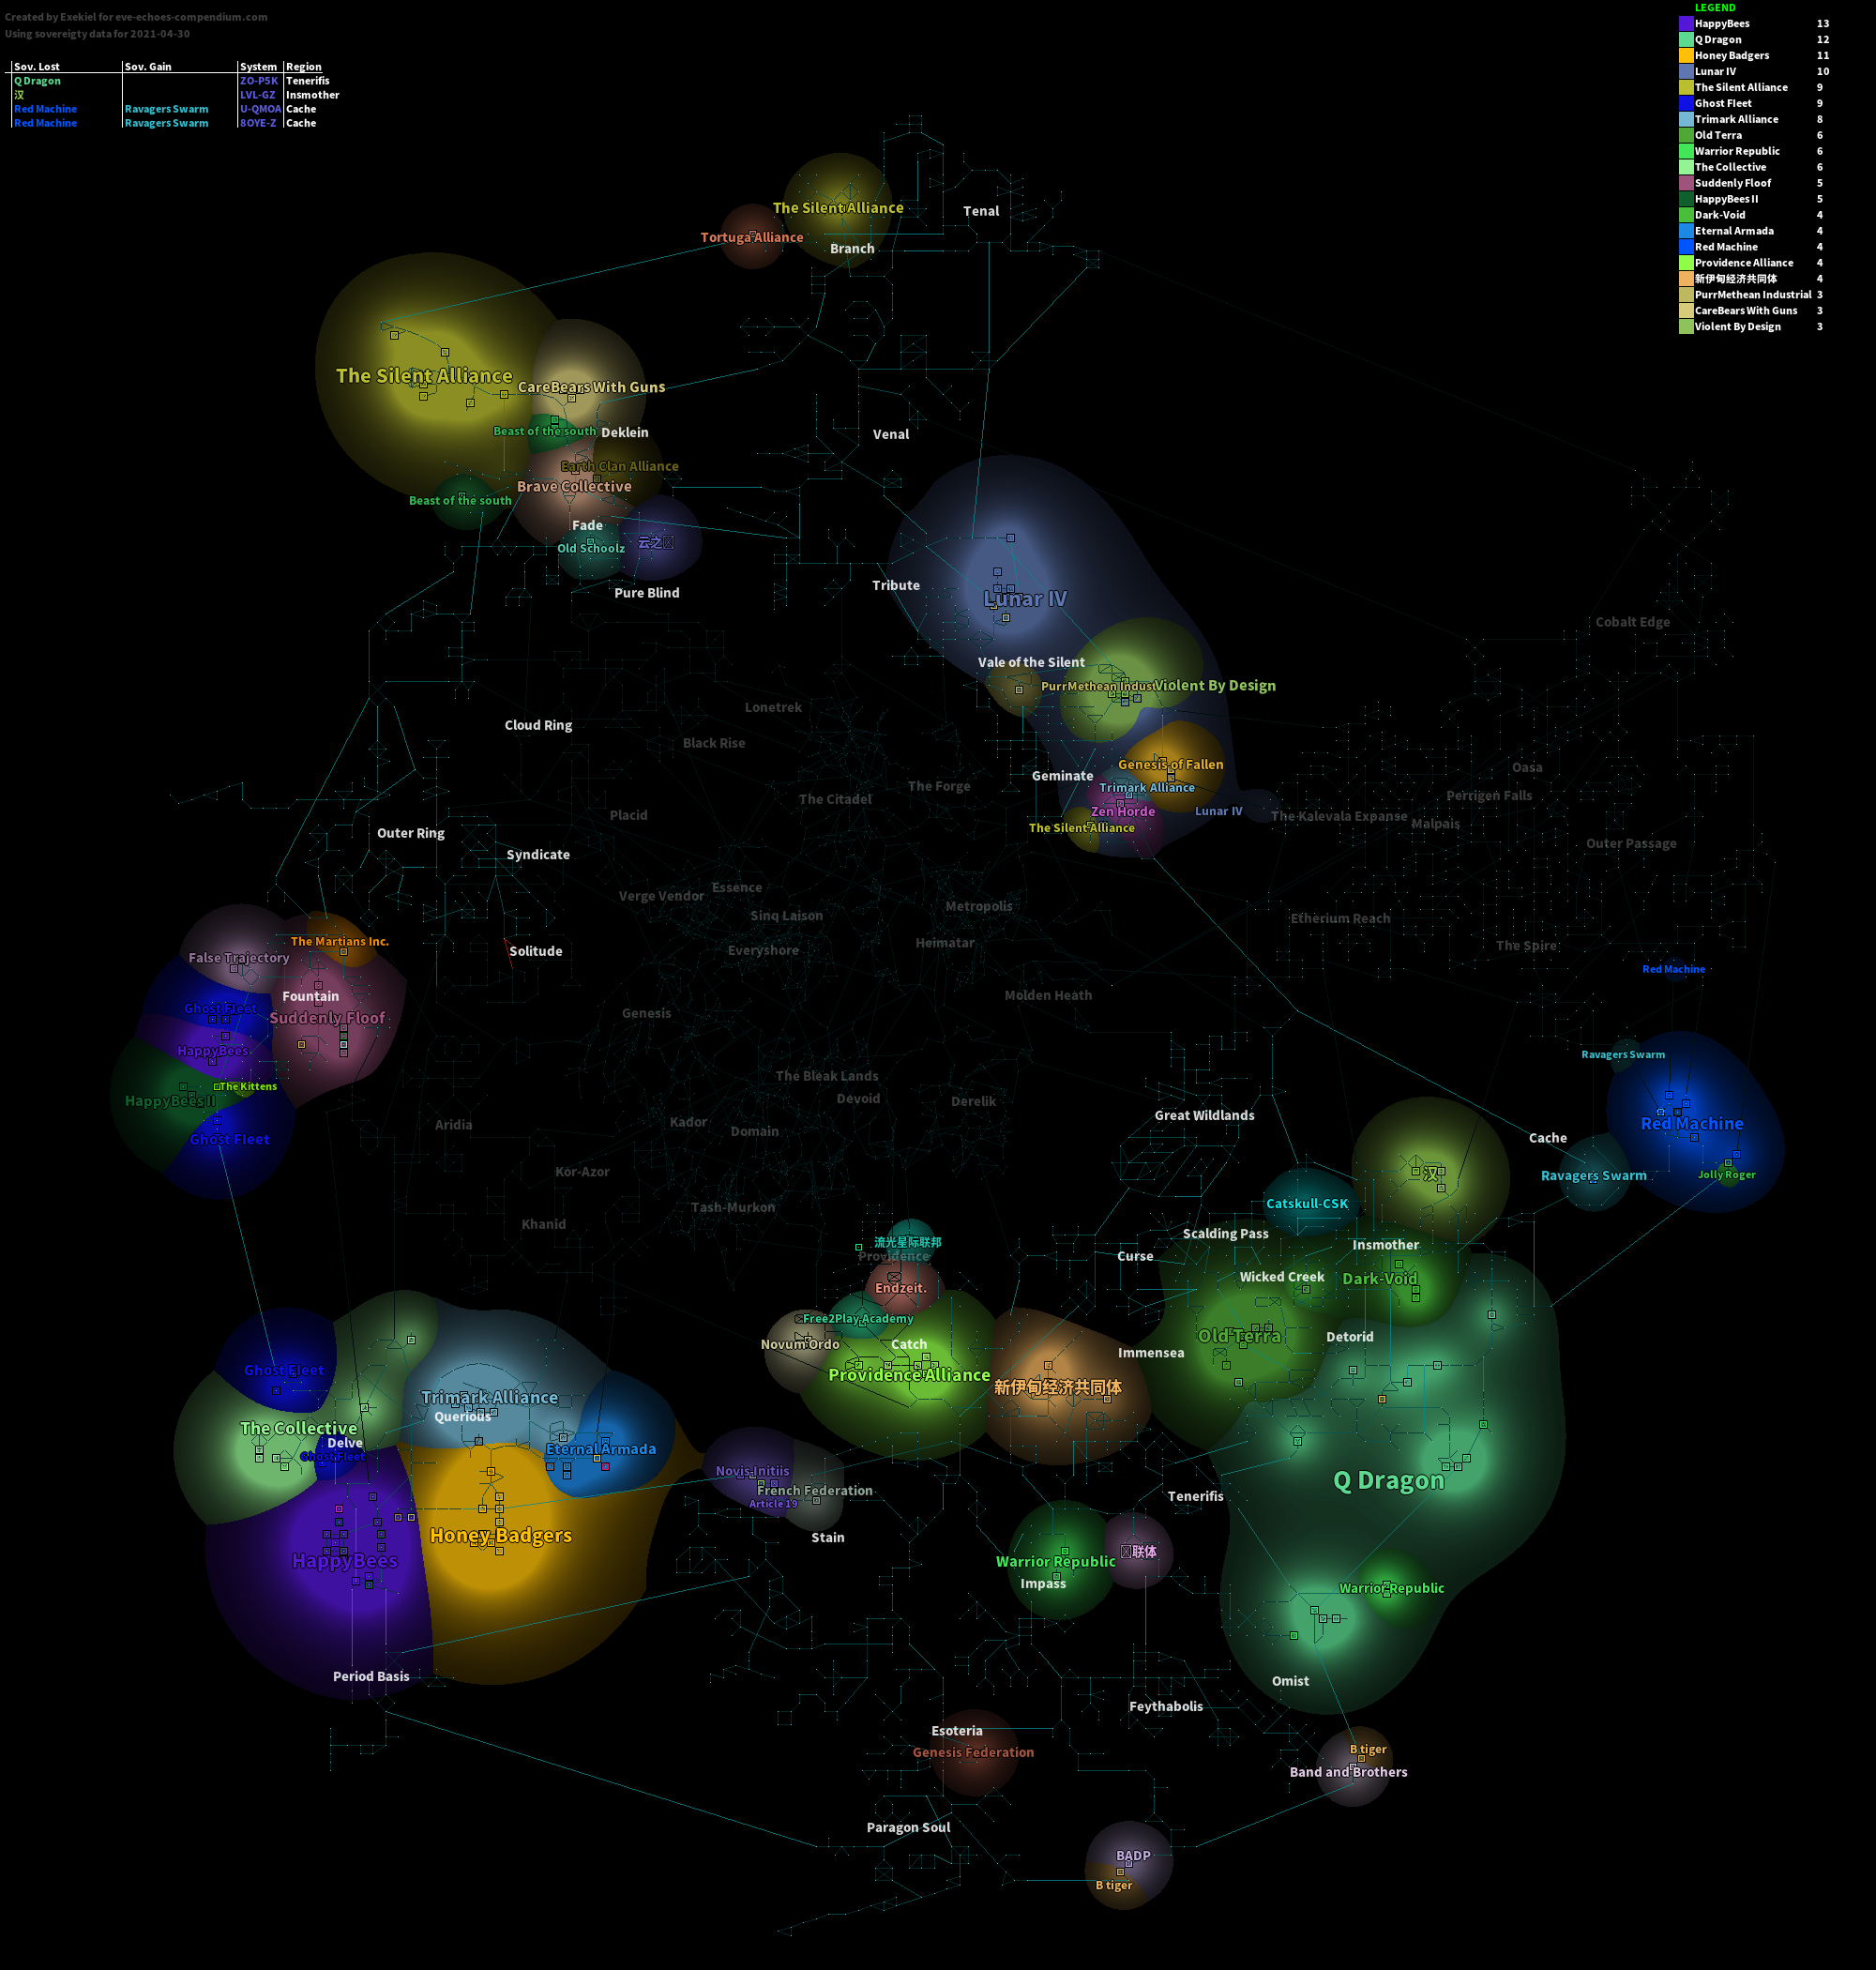 Created by Exekiel for eve-echoes-compendium.com
Using sovereigty data for 2021-04-30
Sov. Lost Sov. Gain System Region
Q Dragon ZO-P5K Tenerifis
汉 LVL-GZ Insmother
Red Machine Ravagers Swarm U-QMOA Cache
Red Machine Ravagers Swarm 8OYE-Z Cache
LEGEND
HappyBees 13
Q Dragon 12
Honey Badgers 11
Lunar IV 10
The Silent Alliance 9
Ghost Fleet 9
Trimark Alliance 8
Old Terra 6
Warrior Republic 6
The Collective 6
Suddenly Floof 5
HappyBees II 5
Dark-Void 4
Eternal Armada 4
Red Machine 4
Providence Alliance 4
新伊甸经济共同体 4
PurrMethean Industrial 3
CareBears With Guns 3
Violent By Design 3
The Silent Alliance
Tenal
Tortuga Alliance
Branch
The Silent Alliance
CareBears With Guns
Beast of the south
Deklein
Venal
Earth Clan Alliance
Brave Collective
Beast of the south
Fade
Old Schoolz
云之
Pure Blind
Tribute
Lunar IV
Cobalt Edge
Vale of the Silent
PurrMethean Indust
Violent By Design
Lonetrek
Cloud Ring
Black Rise
Genesis of Fallen
Oasa
Geminate
The Forge
Trimark Alliance
Perrigen Falls
The Citadel
Zen Horde
Lunar IV
Placid
The Kalevala Expanse
Malpais
The Silent Alliance
Outer Ring
Outer Passage
Syndicate
Essence
Verge Vendor
Metropolis
Sinq Laison
Etherium Reach
The Martians Inc.
Heimatar
The Spire
Solitude
Everyshore
False Trajectory
Red Machine
Fountain
Molden Heath
Ghost Fleet
Genesis
Suddenly Floof
HappyBees
Ravagers Swarm
The Bleak Lands
The Kittens
HappyBees II
Devoid
Derelik
Great Wildlands
Kador
Red Machine
Aridia
Domain
Cache
Ghost Fleet
Kor-Azor
汉
Ravagers Swarm
Jolly Roger
Catskull-CSK
Tash-Murkon
Khanid
Scalding Pass
流光星际联邦
Insmother
Providence
Curse
Wicked Creek
Dark-Void
Endzeit.
Free2Play Academy
Old Terra
Detorid
Novum Ordo
Catch
Immensea
Ghost Fleet
Providence Alliance
新伊甸经济共同体
Trimark Alliance
Querious
The Collective
Delve
Eternal Armada
Ghost Fleet
Novis Initiis
Q Dragon
French Federation
Tenerifis
Article 19
Honey Badgers
Stain
联体
HappyBees
Warrior Republic
Impass
Warrior Republic
Period Basis
Omist
Feythabolis
Esoteria
Genesis Federation
B tiger
Band and Brothers
Paragon Soul
BADP
B tiger